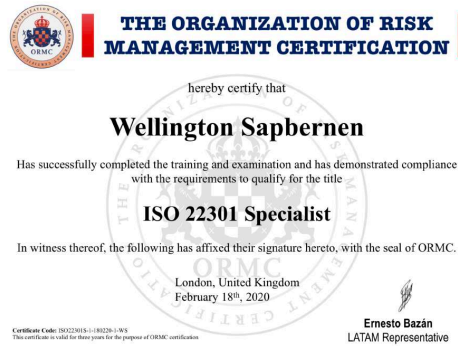 THE ORGANIZATION OF RISK
MANAGEMENT CERTIFICATION
ORMC
hereby certify that
Wellington Sapbernen
Has successfully completed the training and examination and has demonstrated compliance
with the requirements to qualify for the title
ISO 22301 Specialist
In witness thereof, the following has affixed their signature hereto, with the seal of ORMC.
ORMC
London, United Kingdom
February 18th, 2020
Ernesto Bazán
LATAM Representative
Certificate Code: ISO22301S-1-180220-1-WS
This certificate is valid for three years for the purpose of ORMC certification